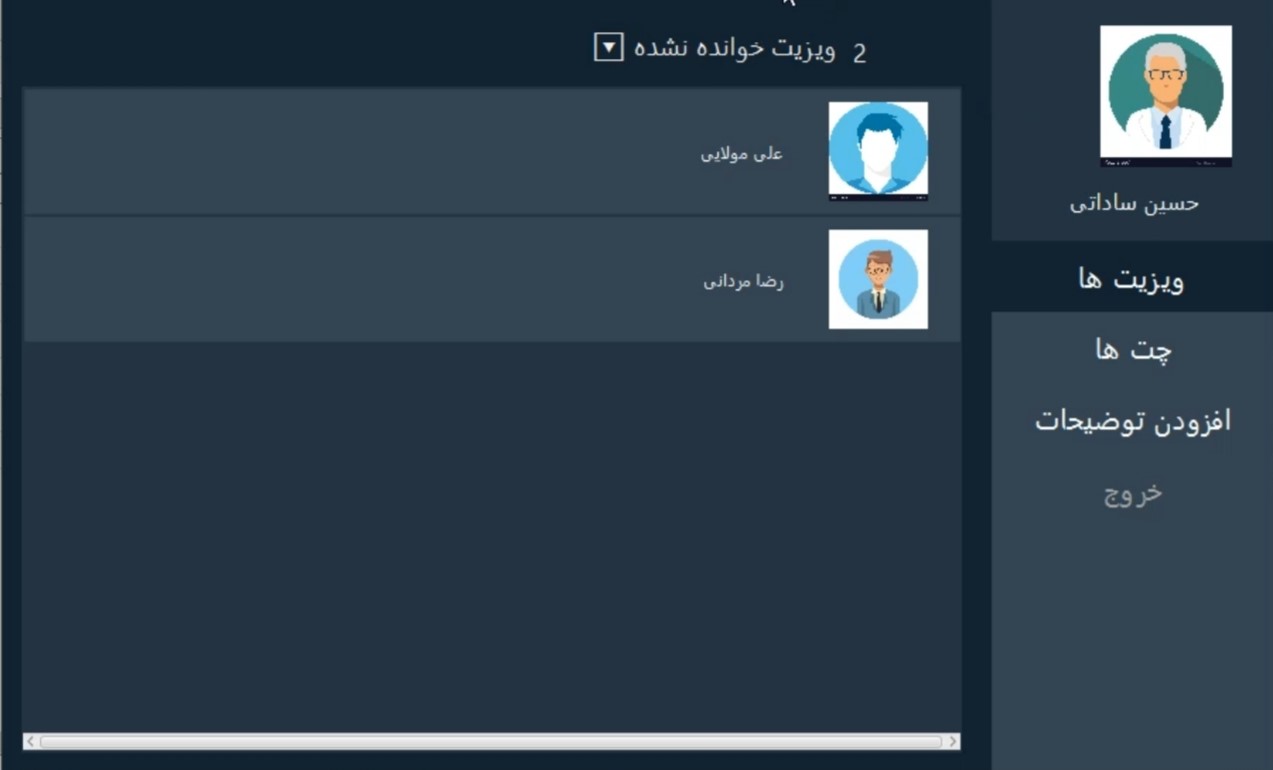 2 ویزیت خوانده نشده
علی مولایی
رضا مردانی
حسین ساداتی
ویزیت ها
چت ها
افزودن توضیحات
خروج